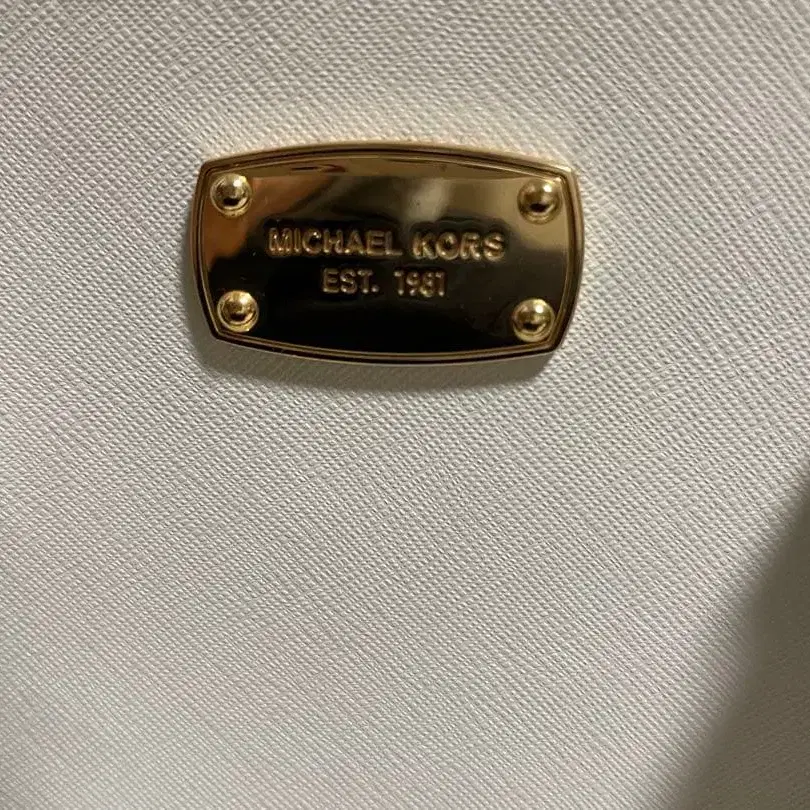 MICHAEL KORS
EST. 1981